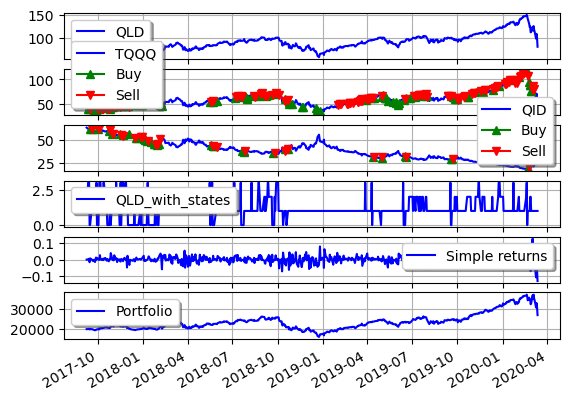 150
100
QLD
TQQQ
Buy
Sell
100
50
QID
Buy
Sell
50
25
2.5
0.0
QLD_with_states
0.1
0.0
−0.1
Simple returns
30000
20000
Portfolio
2017-10
2018-01
2018-04
2018-07
2018-10
2019-01
2019-04
2019-07
2019-10
2020-01
2020-04